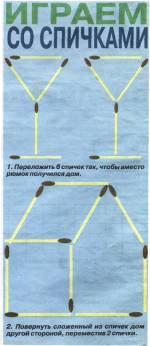 ИГРАЕМ
СО СПИЧКАМИ
1. Переложить 6 спичек так, чтобы вместо
рюмок получился дом.
2. Повернуть сложенный из спичек дом
другой стороной, переместив 2 спички.